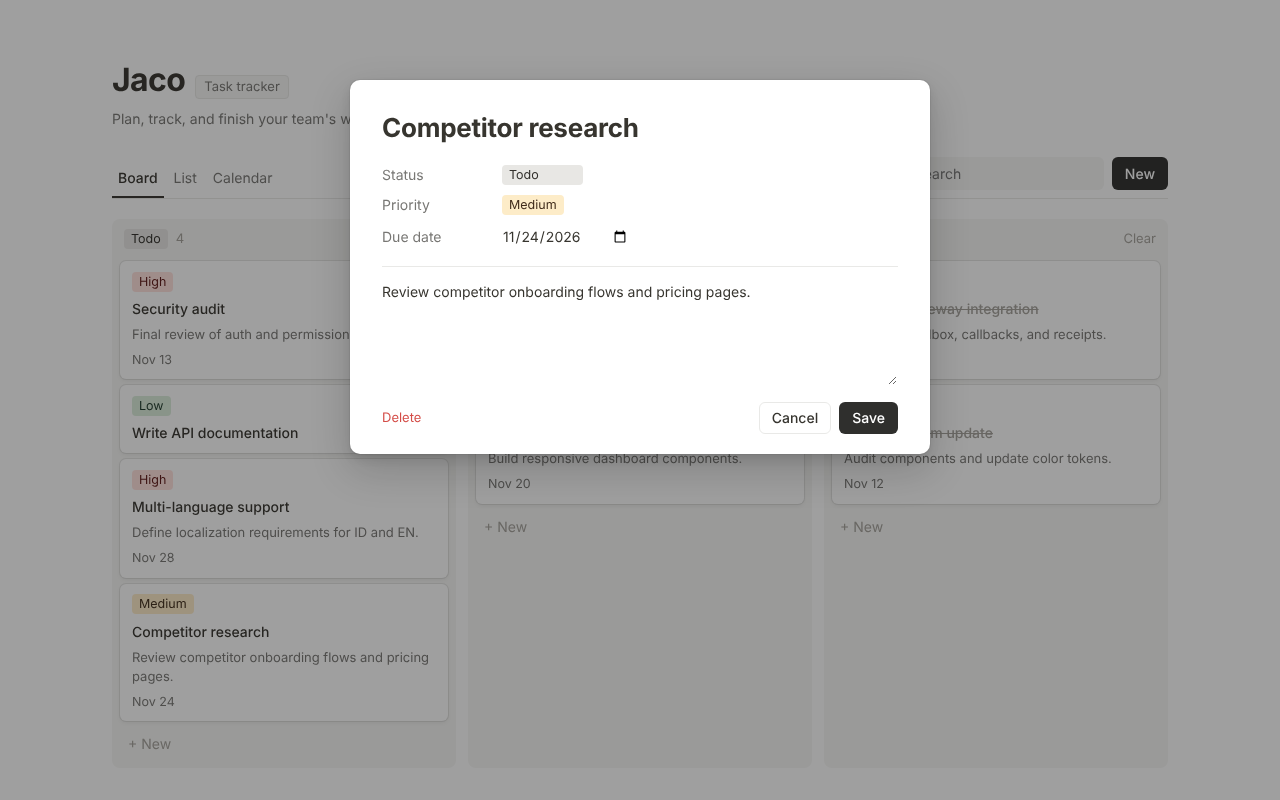 Jaco
Task tracker
Plan, track, and finish your team's w
Board
List
Calendar
New
Competitor research
Status
Todo
Priority
Medium
Due date
11/24/2026
Review competitor onboarding flows and pricing pages.
Delete
Cancel
Save
Todo
4
High
Security audit
Final review of auth and permission
Nov 13
Low
Write API documentation
High
Multi-language support
Define localization requirements for ID and EN.
Nov 28
Medium
Competitor research
Review competitor onboarding flows and pricing
pages.
Nov 24
+ New
Build responsive dashboard components.
Nov 20
+ New
Clear
integration
callbacks, and receipts.
update
Audit components and update color tokens.
Nov 12
+ New